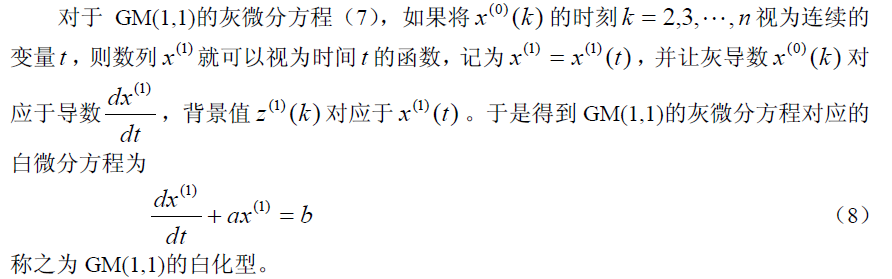 对于 GM(1,1)的灰微分方程（7），如果将 $x^{(0)}(k)$ 的时刻 $k = 2,3,\cdots,n$ 视为连续的
变量 $t$，则数列 $x^{(1)}$ 就可以视为时间 $t$ 的函数，记为 $x^{(1)} = x^{(1)}(t)$，并让灰导数 $x^{(0)}(k)$ 对
应于导数 $\frac{dx^{(1)}}{dt}$，背景值 $z^{(1)}(k)$ 对应于 $x^{(1)}(t)$。于是得到 GM(1,1)的灰微分方程对应的
白微分方程为
$\frac{dx^{(1)}}{dt} + ax^{(1)} = b$ （8）
称之为 GM(1,1)的白化型。